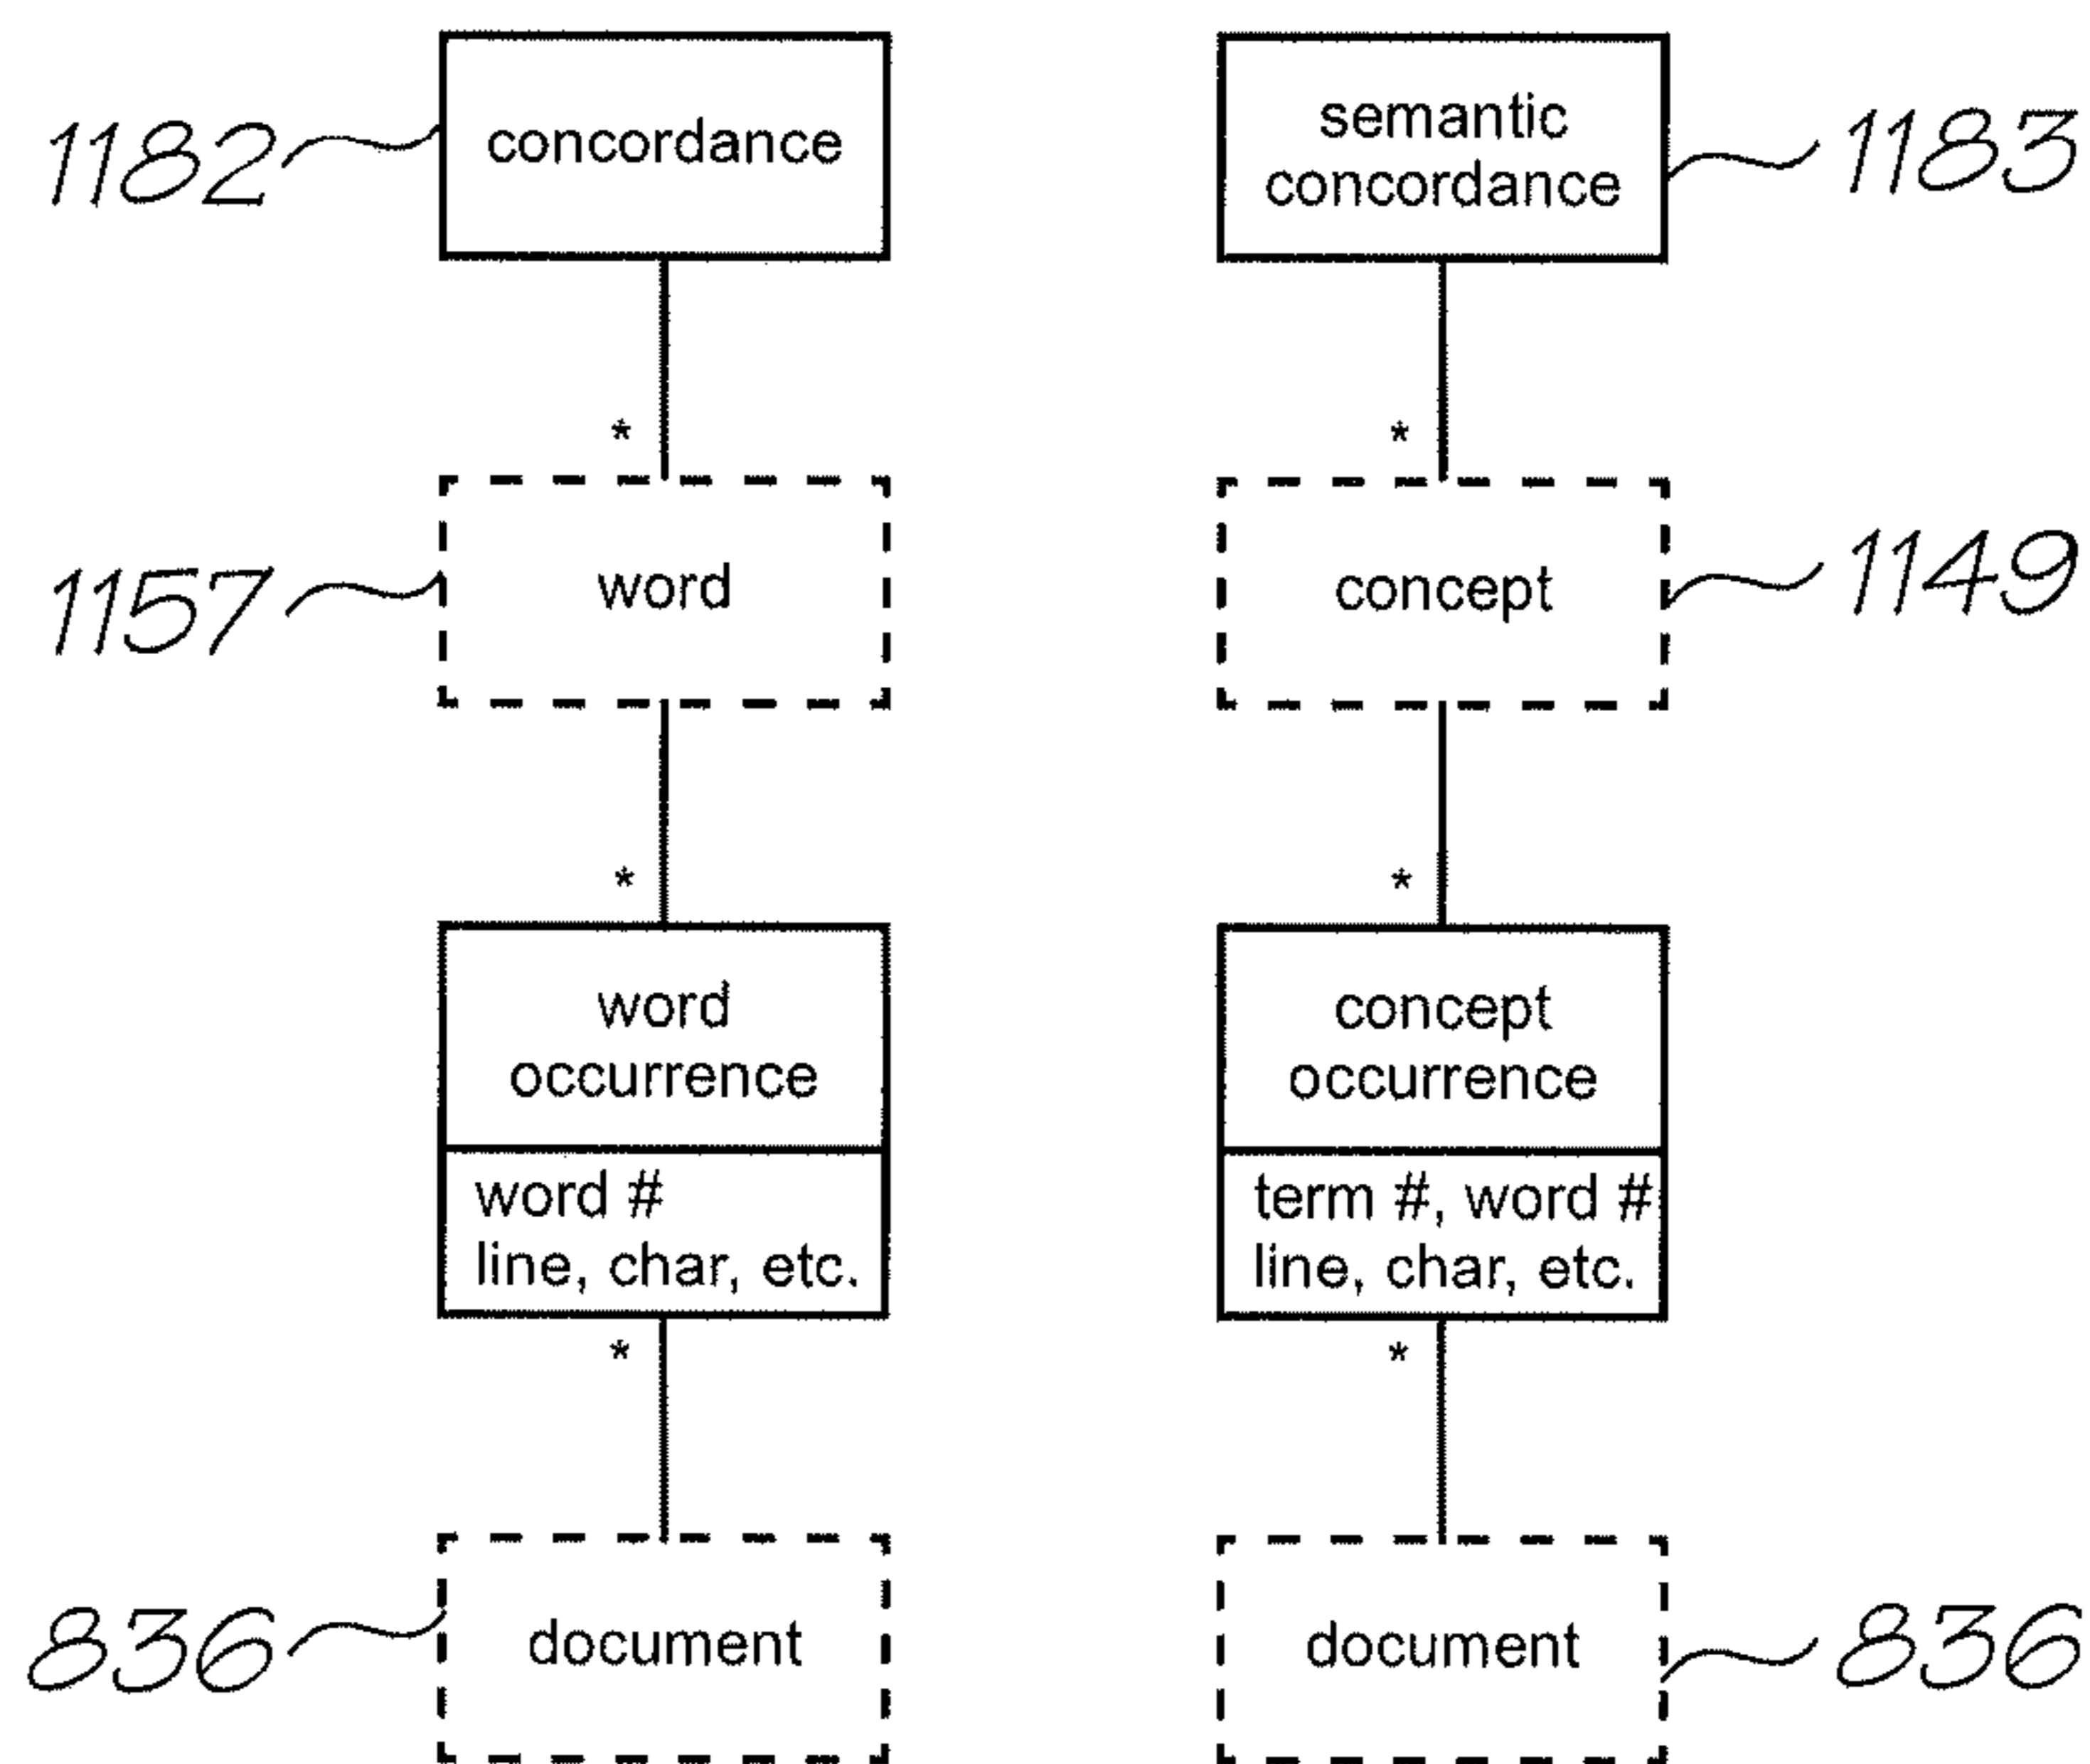 1182
concordance
*
1157
word
*
word
occurrence
word #
line, char, etc.
*
836
document
semantic
concordance
1183
*
concept
1149
*
concept
occurrence
term #, word #
line, char, etc.
*
document
836